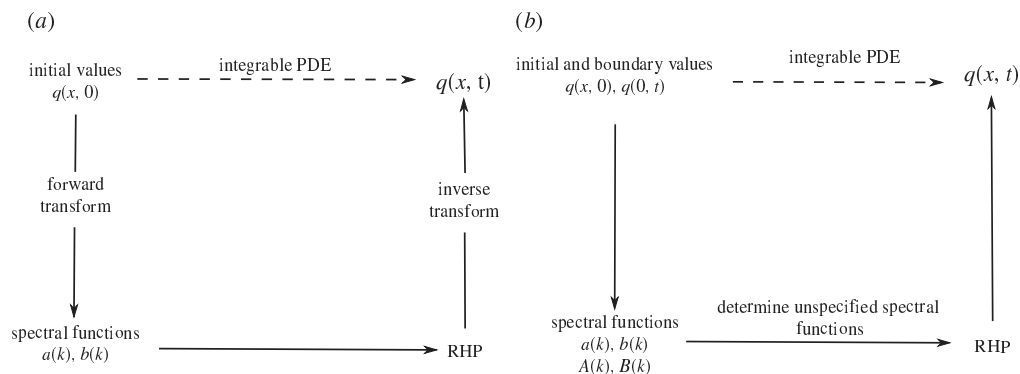 (a)
initial values
q(x, 0)
integrable PDE
q(x, t)
forward
transform
inverse
transform
spectral functions
a(k), b(k)
RHP
(b)
initial and boundary values
q(x, 0), q(0, t)
integrable PDE
q(x, t)
spectral functions
a(k), b(k)
A(k), B(k)
determine unspecified spectral
functions
RHP